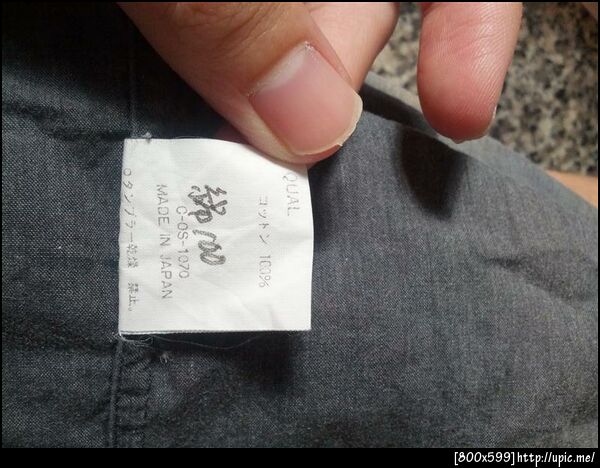 QUAL
コットン 100%
綿100
C-OS-1070
MADE IN JAPAN
○タンブラー乾燥 禁止。
[800x599]http://upic.me/